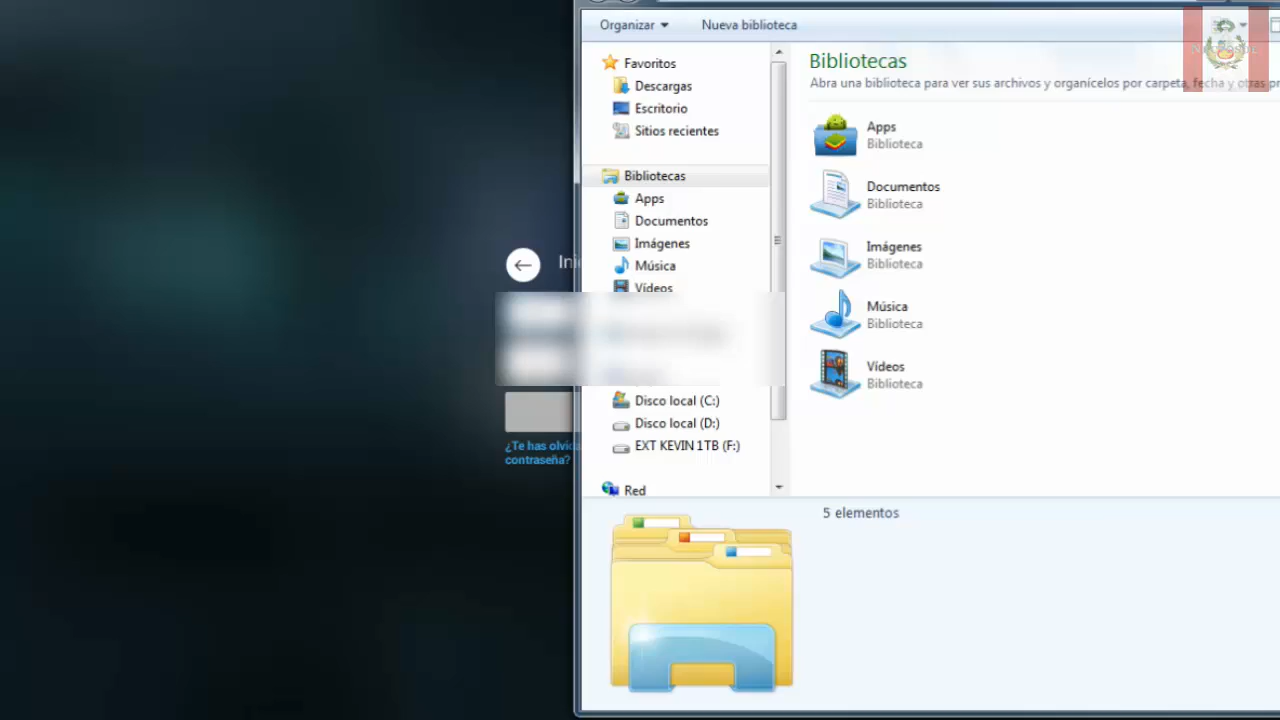 Organizar
Nueva biblioteca
Favoritos
Descargas
Escritorio
Sitios recientes
Bibliotecas
Apps
Documentos
Imágenes
Música
Vídeos
Disco local (C:)
Disco local (D:)
EXT KEVIN 1TB (F:)
Red
Bibliotecas
Abra una biblioteca para ver sus archivos y organícelos por carpeta, fecha y otras
Apps
Biblioteca
Documentos
Biblioteca
Imágenes
Biblioteca
Música
Biblioteca
Vídeos
Biblioteca
5 elementos
¿Te has
contraseña?